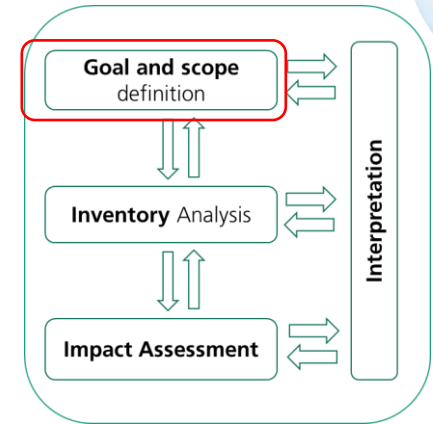 Goal and scope
definition
Inventory Analysis
Impact Assessment
Interpretation